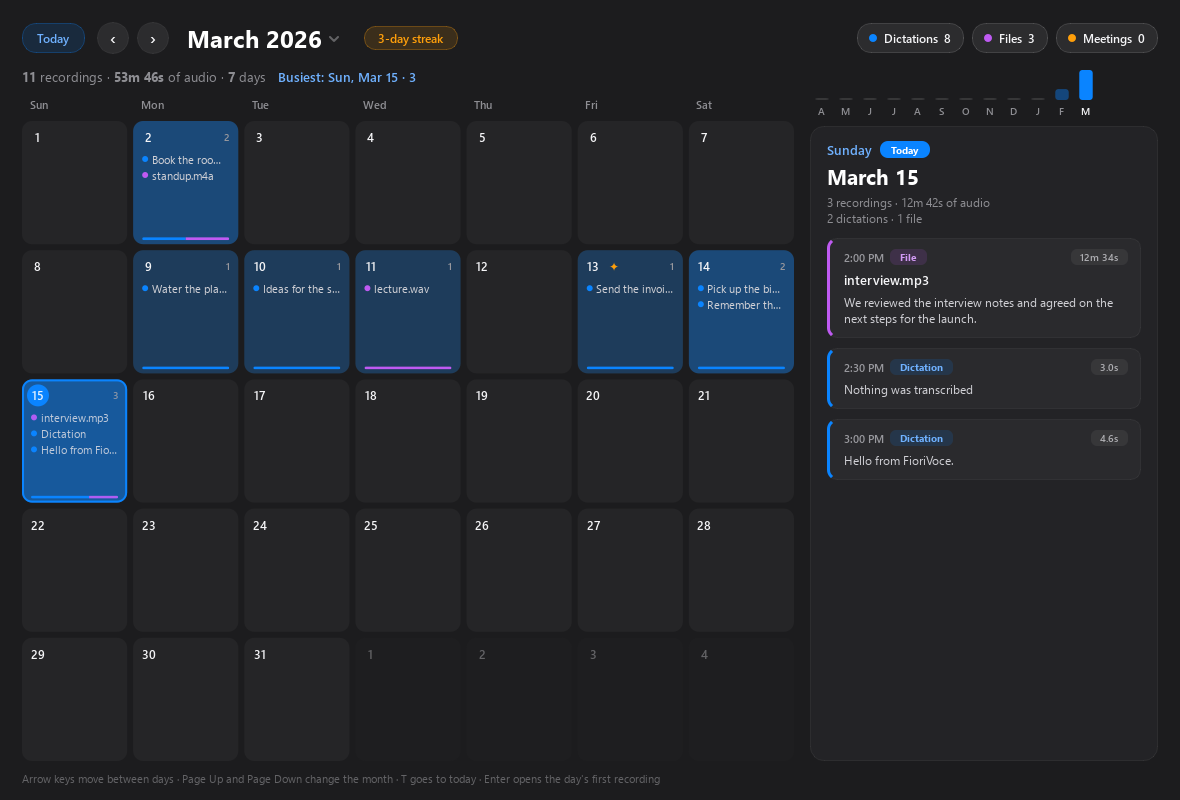 Today ‹ › March 2026 3-day streak Dictations 8 Files 3 Meetings 0
11 recordings · 53m 46s of audio · 7 days Busiest: Sun, Mar 15 · 3
A M J J A S O N D J F M
Sun Mon Tue Wed Thu Fri Sat
1 2 2 3 4 5 6 7
Book the roo...
standup.m4a
8 9 1 10 1 11 1 12 13 ✦ 1 14 2
Water the pla... Ideas for the s... lecture.wav Send the invoi... Pick up the bi...
Remember th...
15 3 16 17 18 19 20 21
interview.mp3
Dictation
Hello from Fio...
22 23 24 25 26 27 28
29 30 31 1 2 3 4
Sunday Today
March 15
3 recordings · 12m 42s of audio
2 dictations · 1 file
2:00 PM File 12m 34s
interview.mp3
We reviewed the interview notes and agreed on the
next steps for the launch.
2:30 PM Dictation 3.0s
Nothing was transcribed
3:00 PM Dictation 4.6s
Hello from FioriVoce.
Arrow keys move between days · Page Up and Page Down change the month · T goes to today · Enter opens the day's first recording